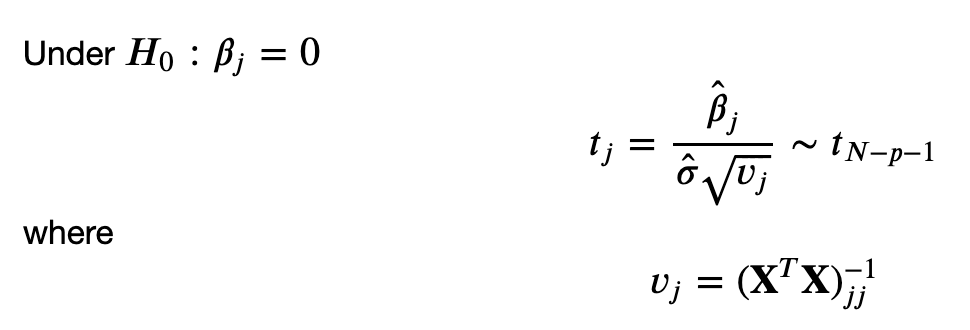 Under H₀ : βⱼ = 0
tⱼ = β̂ⱼ / (σ̂√vⱼ) ∼ t_{N−p−1}
where
vⱼ = (𝐗ᵀ𝐗)⁻¹ⱼⱼ